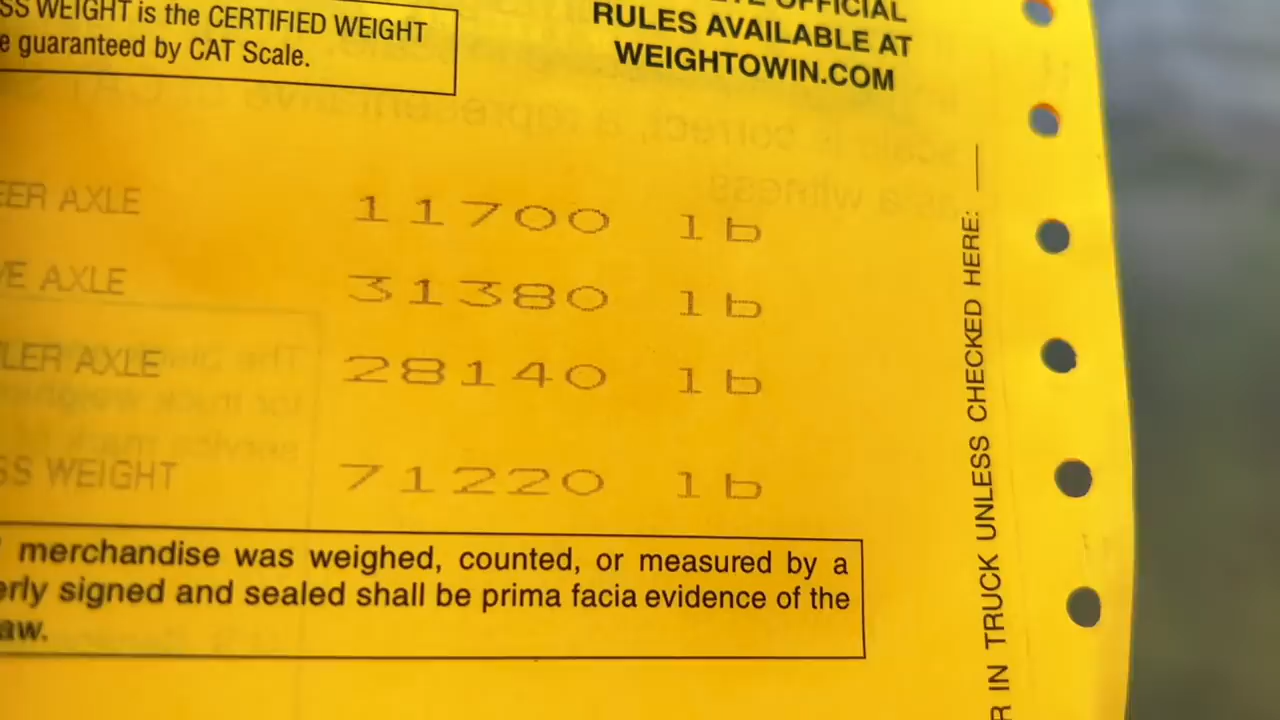 SS WEIGHT is the CERTIFIED WEIGHT
e guaranteed by CAT Scale.
OFFICIAL
RULES AVAILABLE AT
WEIGHTOWIN.COM
EER AXLE 11700 lb
VE AXLE 31380 lb
LER AXLE 28140 lb
SS WEIGHT 71220 lb
merchandise was weighed, counted, or measured by a
erly signed and sealed shall be prima facia evidence of the
aw.
R IN TRUCK UNLESS CHECKED HERE: —